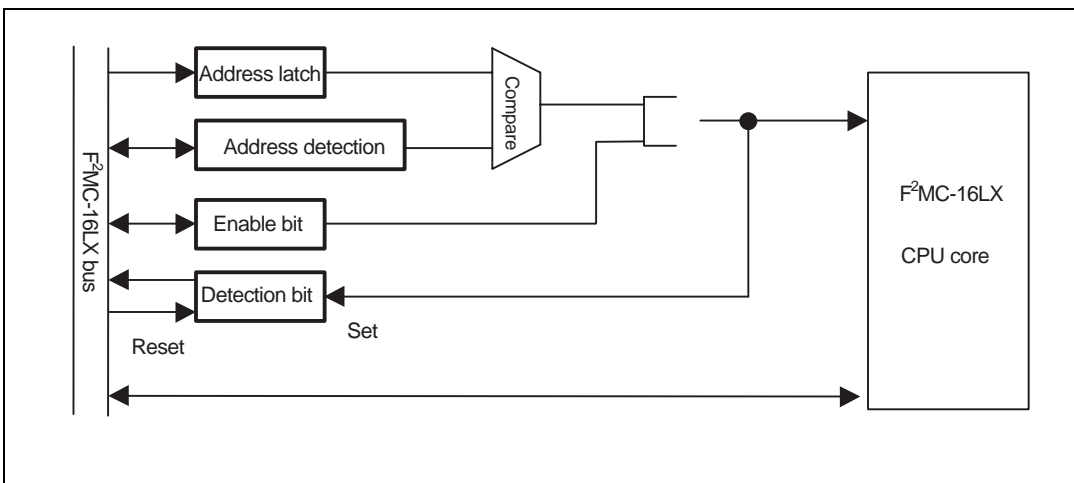 Address latch
Compare
Address detection
F²MC-16LX bus
F²MC-16LX
CPU core
Enable bit
Detection bit
Set
Reset